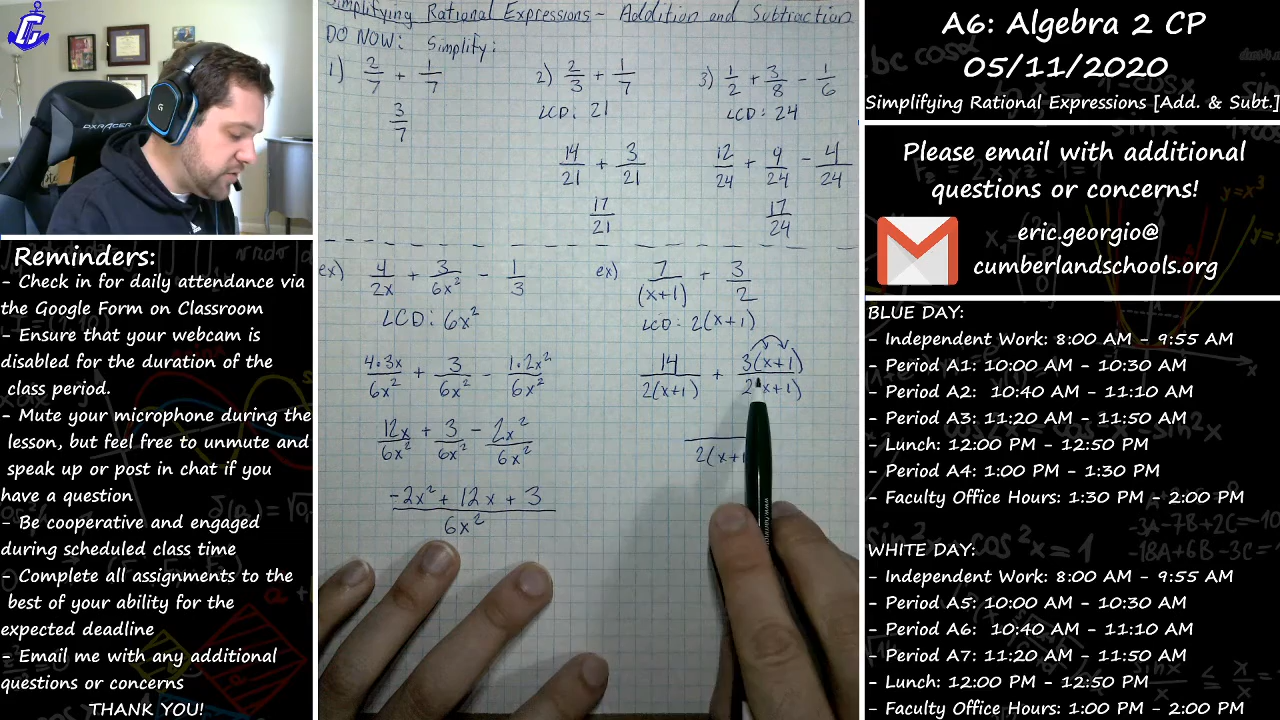 Simplifying Rational Expressions - Addition and Subtraction
DO NOW: Simplify:
1) 2/7 + 1/7
3/7
2) 2/3 + 1/7
LCD: 21
14/21 + 3/21
17/21
3) 1/2 + 3/8 - 1/6
LCD: 24
12/24 + 9/24 - 4/24
17/24
ex) 4/2x + 3/6x² - 1/3
LCD: 6x²
4·3x/6x² + 3/6x² - 1·2x²/6x²
12x/6x² + 3/6x² - 2x²/6x²
-2x² + 12x + 3
6x²
ex) 7/(x+1) + 3/2
LCD: 2(x+1)
14/2(x+1) + 3(x+1)/2(x+1)
2(x+1
DXRACER
A6: Algebra 2 CP
05/11/2020
Simplifying Rational Expressions [Add. & Subt.]
Please email with additional
questions or concerns!
eric.georgio@
cumberlandschools.org
Reminders:
- Check in for daily attendance via
the Google Form on Classroom
- Ensure that your webcam is
disabled for the duration of the
class period.
- Mute your microphone during the
lesson, but feel free to unmute and
speak up or post in chat if you
have a question
- Be cooperative and engaged
during scheduled class time
- Complete all assignments to the
best of your ability for the
expected deadline
- Email me with any additional
questions or concerns
THANK YOU!
BLUE DAY:
- Independent Work: 8:00 AM - 9:55 AM
- Period A1: 10:00 AM - 10:30 AM
- Period A2: 10:40 AM - 11:10 AM
- Period A3: 11:20 AM - 11:50 AM
- Lunch: 12:00 PM - 12:50 PM
- Period A4: 1:00 PM - 1:30 PM
- Faculty Office Hours: 1:30 PM - 2:00 PM
WHITE DAY:
- Independent Work: 8:00 AM - 9:55 AM
- Period A5: 10:00 AM - 10:30 AM
- Period A6: 10:40 AM - 11:10 AM
- Period A7: 11:20 AM - 11:50 AM
- Lunch: 12:00 PM - 12:50 PM
- Faculty Office Hours: 1:00 PM - 2:00 PM